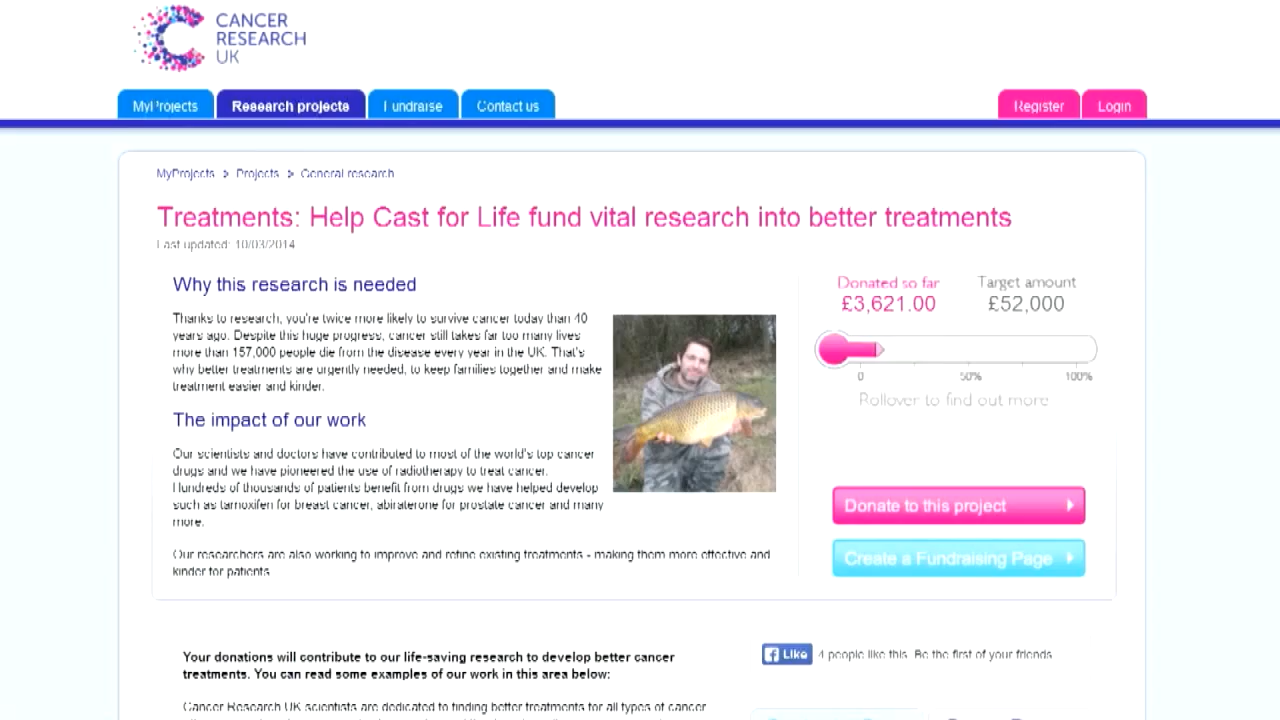 CANCER
RESEARCH
UK
MyProjects
Research projects
Fundraise
Contact us
Register
Login
MyProjects > Projects > General research
Treatments: Help Cast for Life fund vital research into better treatments
Last updated: 10/03/2014
Why this research is needed
Thanks to research, you're twice more likely to survive cancer today than 40
years ago. Despite this huge progress, cancer still takes far too many lives
more than 157,000 people die from the disease every year in the UK. That's
why better treatments are urgently needed, to keep families together and make
treatment easier and kinder.
The impact of our work
Our scientists and doctors have contributed to most of the world's top cancer
drugs and we have pioneered the use of radiotherapy to treat cancer.
Hundreds of thousands of patients benefit from drugs we have helped develop
such as tamoxifen for breast cancer, abiraterone for prostate cancer and many
more.
Our researchers are also working to improve and refine existing treatments - making them more effective and
kinder for patients
Donated so far
£3,621.00
Target amount
£52,000
0 50% 100%
Rollover to find out more
Donate to this project
Create a Fundraising Page
Your donations will contribute to our life-saving research to develop better cancer
treatments. You can read some examples of our work in this area below:
Cancer Research UK scientists are dedicated to finding better treatments for all types of cancer
Like
4 people like this. Be the first of your friends